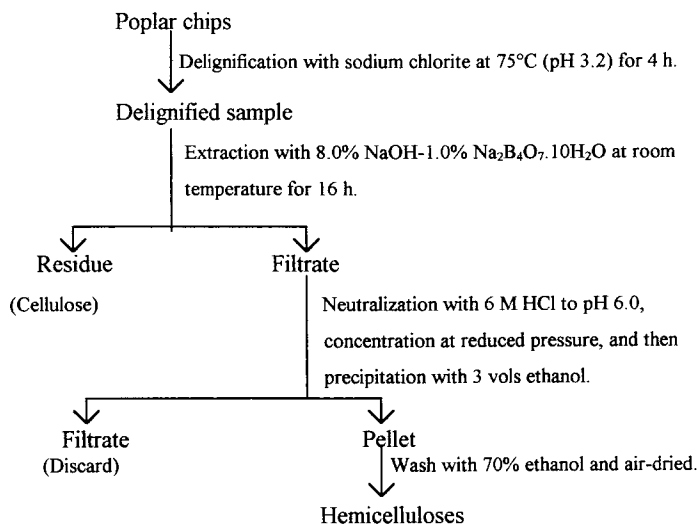 Poplar chips
Delignification with sodium chlorite at 75°C (pH 3.2) for 4 h.
Delignified sample
Extraction with 8.0% NaOH-1.0% Na₂B₄O₇.10H₂O at room
temperature for 16 h.
Residue
Filtrate
(Cellulose)
Neutralization with 6 M HCl to pH 6.0,
concentration at reduced pressure, and then
precipitation with 3 vols ethanol.
Filtrate
Pellet
(Discard)
Wash with 70% ethanol and air-dried.
Hemicelluloses